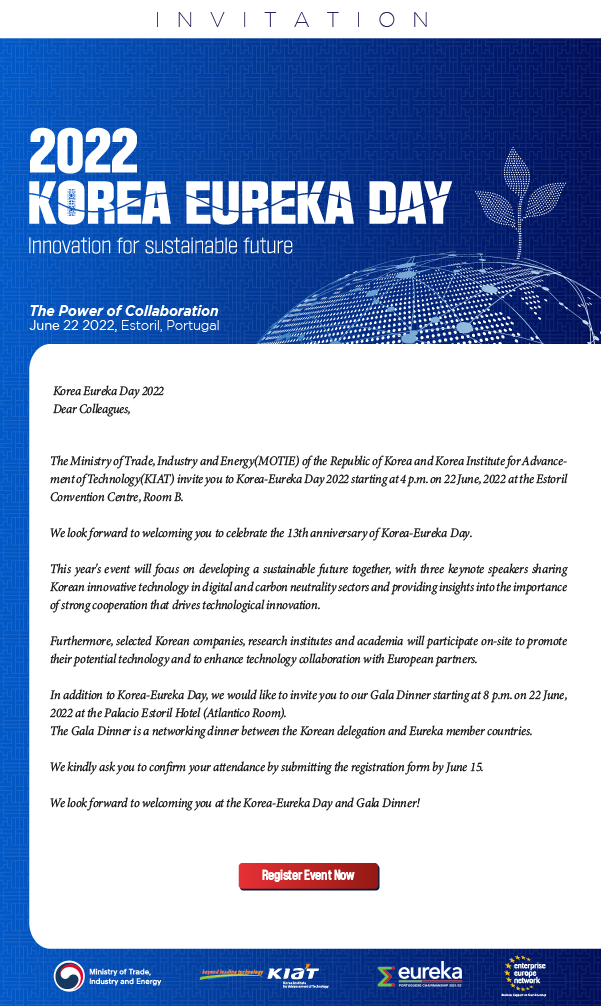 INVITATION
2022
KOREA EUREKA DAY
Innovation for sustainable future
The Power of Collaboration
June 22 2022, Estoril, Portugal
Korea Eureka Day 2022
Dear Colleagues,
The Ministry of Trade, Industry and Energy(MOTIE) of the Republic of Korea and Korea Institute for Advance-
ment of Technology(KIAT) invite you to Korea-Eureka Day 2022 starting at 4 p.m. on 22 June, 2022 at the Estoril
Convention Centre, Room B.
We look forward to welcoming you to celebrate the 13th anniversary of Korea-Eureka Day.
This year's event will focus on developing a sustainable future together, with three keynote speakers sharing
Korean innovative technology in digital and carbon neutrality sectors and providing insights into the importance
of strong cooperation that drives technological innovation.
Furthermore, selected Korean companies, research institutes and academia will participate on-site to promote
their potential technology and to enhance technology collaboration with European partners.
In addition to Korea-Eureka Day, we would like to invite you to our Gala Dinner starting at 8 p.m. on 22 June,
2022 at the Palacio Estoril Hotel (Atlantico Room).
The Gala Dinner is a networking dinner between the Korean delegation and Eureka member countries.
We kindly ask you to confirm your attendance by submitting the registration form by June 15.
We look forward to welcoming you at the Korea-Eureka Day and Gala Dinner!
Register Event Now
Ministry of Trade,
Industry and Energy
beyond leading technology
KIAT
Korea Institute
for Advancement of Technology
eureka
PORTUGUESE CHAIRMANSHIP 2021-22
enterprise
europe
network
Business Support on Your Doorstep